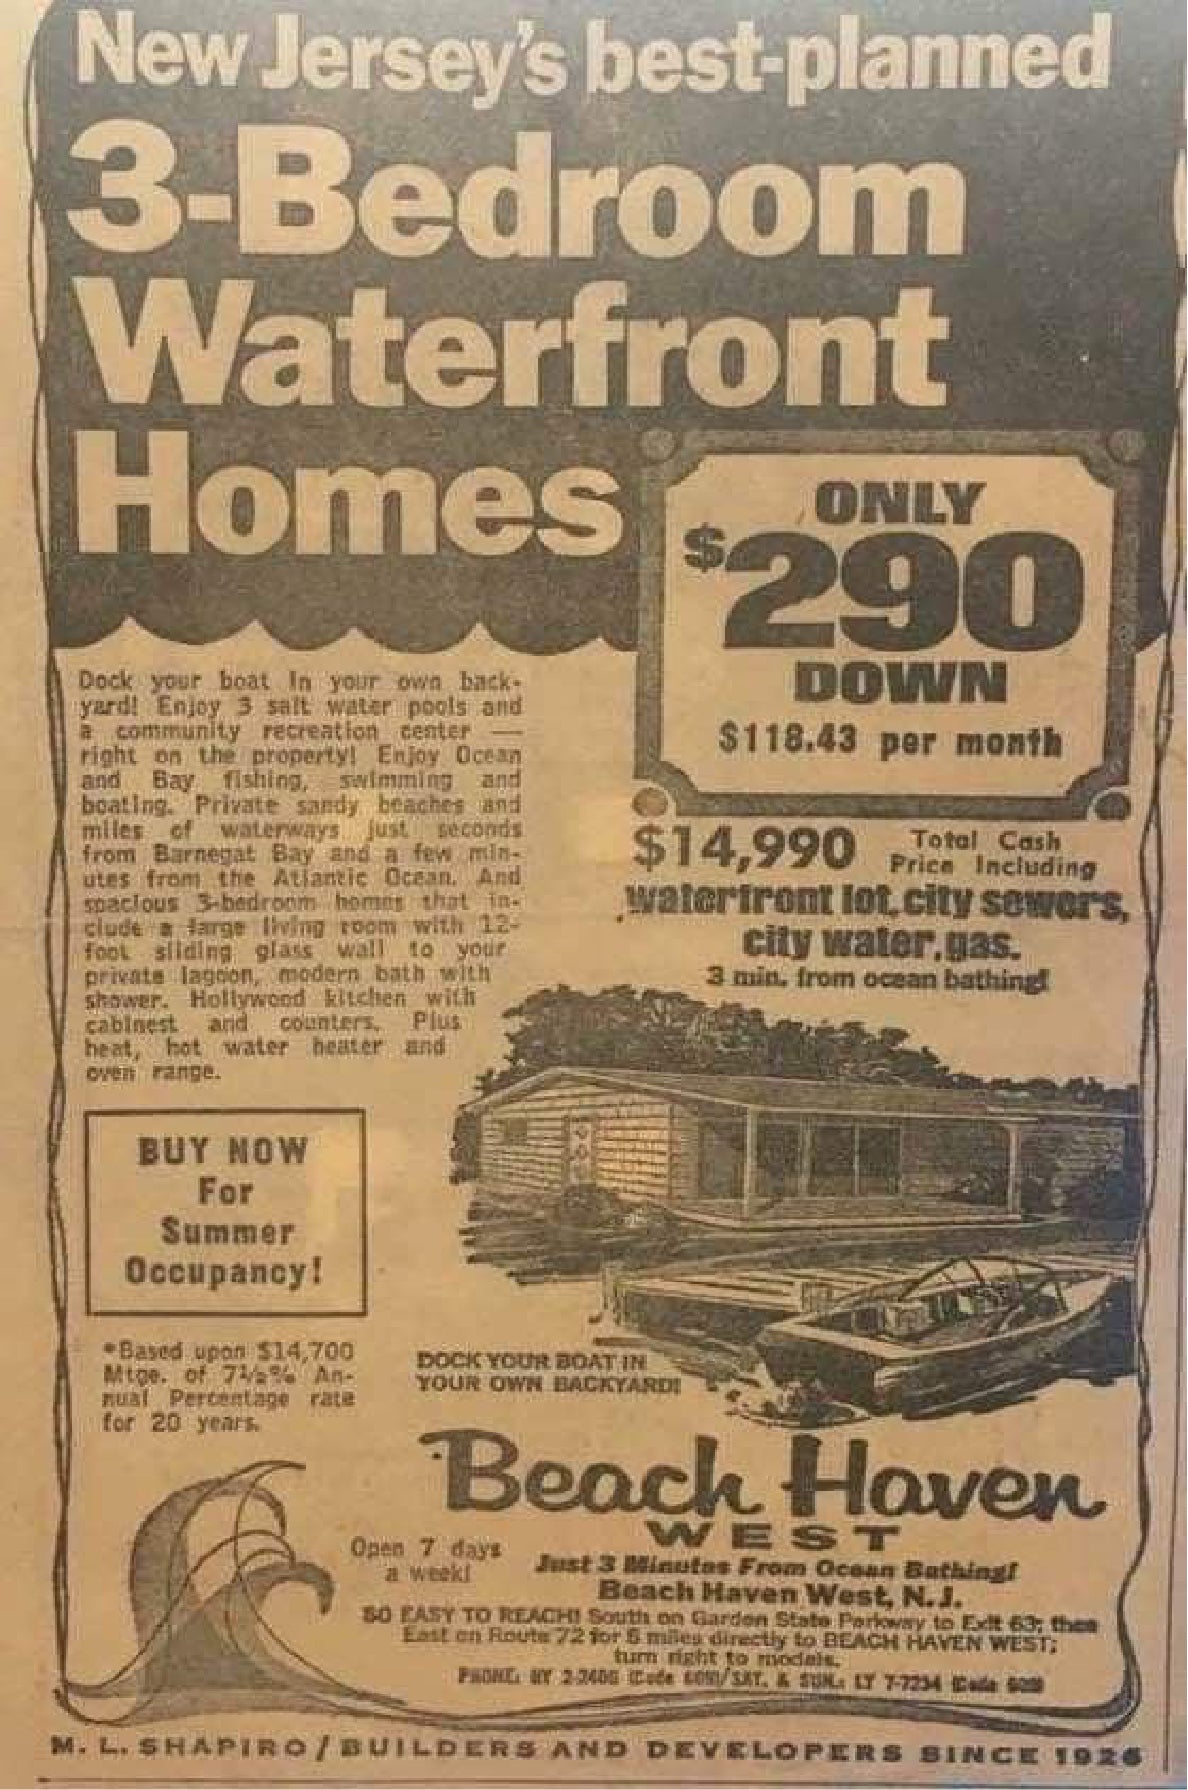 New Jersey's best-planned
3-Bedroom
Waterfront
Homes
ONLY
$290
DOWN
$118.43 per month
Dock your boat in your own back-
yard! Enjoy 3 salt water pools and
a community recreation center —
right on the property! Enjoy Ocean
and Bay fishing, swimming and
boating. Private sandy beaches and
miles of waterways just seconds
from Barnegat Bay and a few min-
utes from the Atlantic Ocean. And
spacious 3-bedroom homes that in-
clude a large living room with 12-
foot sliding glass wall to your
private lagoon, modern bath with
shower. Hollywood kitchen with
cabinest and counters. Plus
heat, hot water heater and
oven range.
$14,990 Total Cash
Price Including
waterfront lot, city sewers,
city water, gas.
3 min. from ocean bathing!
BUY NOW
For
Summer
Occupancy!
*Based upon $14,700
Mtge. of 7½% An-
nual Percentage rate
for 20 years.
DOCK YOUR BOAT IN
YOUR OWN BACKYARD!
Beach Haven
WEST
Open 7 days
a week!
Just 3 Minutes From Ocean Bathing!
Beach Haven West, N.J.
SO EASY TO REACH! South on Garden State Parkway to Exit 63; then
East on Route 72 for 5 miles directly to BEACH HAVEN WEST;
turn right to models.
PHONE: (Code SAT. & SUN.: LY 7-7234 (Code
M. L. SHAPIRO / BUILDERS AND DEVELOPERS SINCE 1926